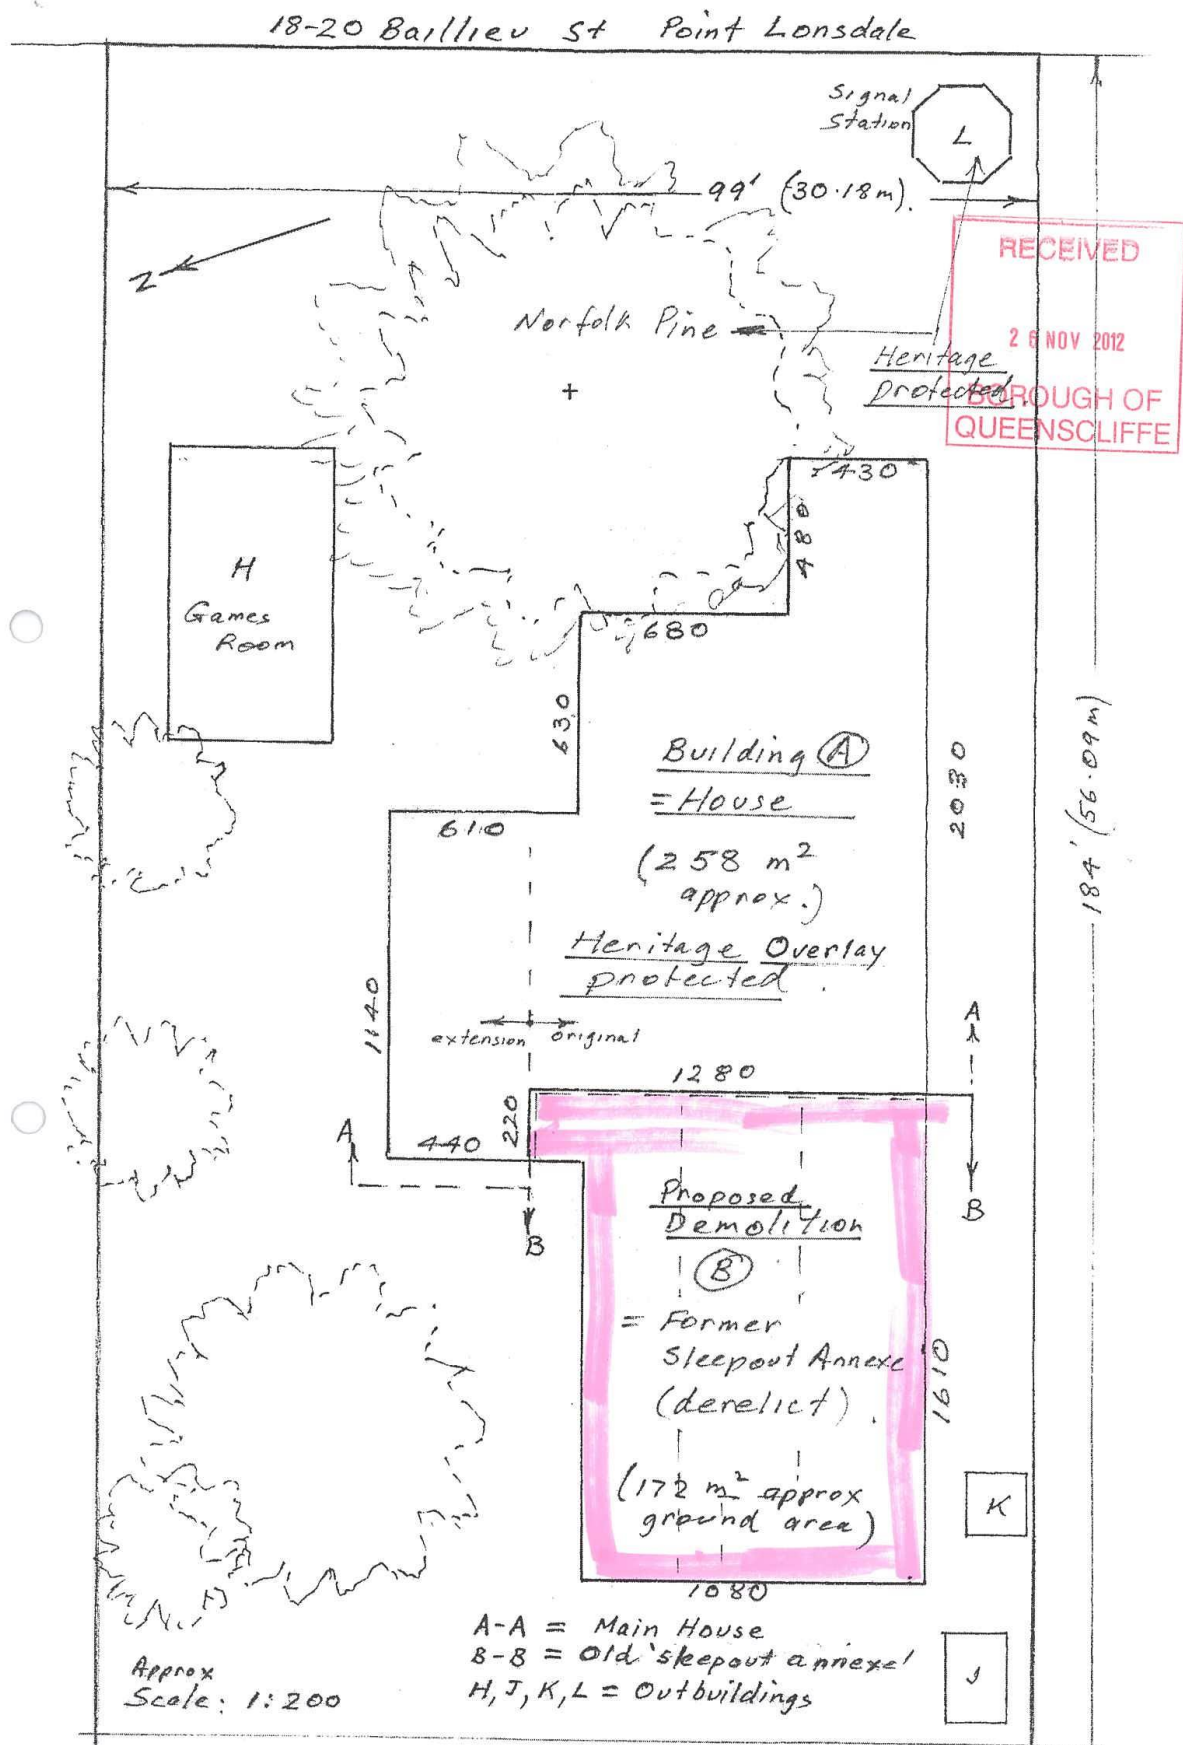 18-20 Baillieu St Point Lonsdale
Signal
Station
L
99' (30.18m).
N
RECEIVED
26 NOV 2012
BOROUGH OF
QUEENSCLIFFE
Norfolk Pine
Heritage
protected.
430
480
H
Games
Room
680
630
184' (56.09m)
2030
Building A
= House
(258 m²
approx.)
610
Heritage Overlay
protected.
1140
extension original
A
1280
220
A
440
B
B
Proposed
Demolition
B
= Former
Sleepout Annexe
(derelict).
1610
(172 m² approx
ground area)
K
1080
A-A = Main House
B-B = Old 'sleepout annexe'
H, J, K, L = Outbuildings
J
Approx
Scale: 1:200